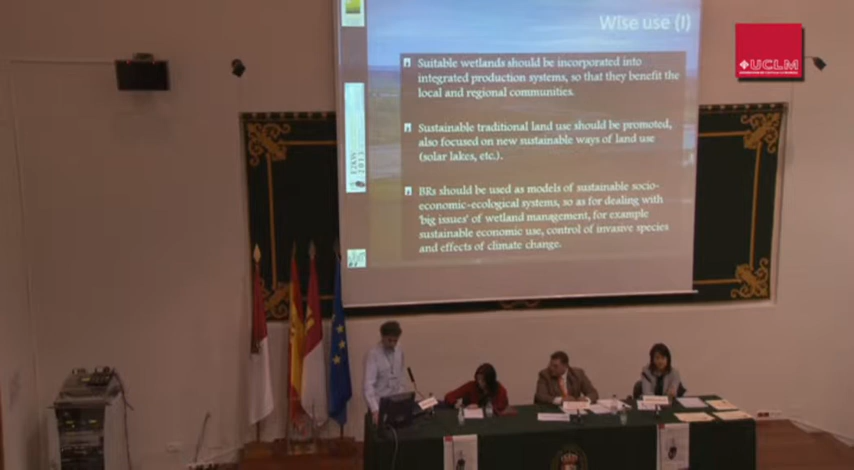 Wise use (I)
UCLM
Suitable wetlands should be incorporated into
integrated production systems, so that they benefit the
local and regional communities.
Sustainable traditional land use should be promoted,
also focused on new sustainable ways of land use
(solar lakes, etc.).
BRs should be used as models of sustainable socio-
economic-ecological systems, so as for dealing with
'big issues' of wetland management, for example
sustainable economic use, control of invasive species
and effects of climate change.